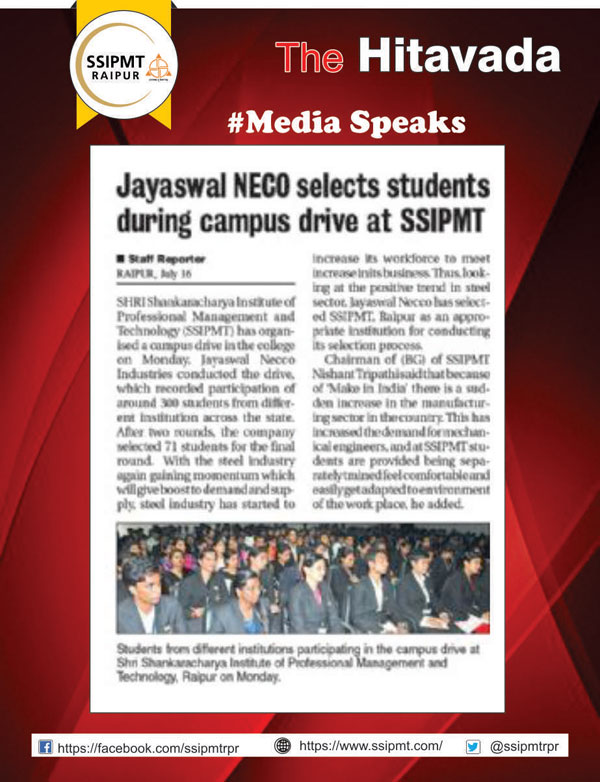 SSIPMT
RAIPUR
The Hitavada
#Media Speaks
Jayaswal NECO selects students
during campus drive at SSIPMT
■ Staff Reporter
RAIPUR, July 16
SHRI Shankaracharya Institute of
Professional Management and
Technology (SSIPMT) has organ-
ised a campus drive in the college
on Monday. Jayaswal Necco
Industries conducted the drive,
which recorded participation of
around 300 students from differ-
ent institution across the state.
After two rounds, the company
selected 71 students for the final
round. With the steel industry
again gaining momentum which
will give boost to demand and sup-
ply, steel industry has started to
increase its workforce to meet
increase in its business. Thus, look-
ing at the positive trend in steel
sector, Jayaswal Necco has select-
ed SSIPMT, Raipur as an appro-
priate institution for conducting
its selection process.
Chairman of (BG) of SSIPMT
Nishant Tripathi said that because
of 'Make in India' there is a sud-
den increase in the manufactur-
ing sector in the country. This has
increased the demand for mechan-
ical engineers, and at SSIPMT stu-
dents are provided being sepa-
rately trained feel comfortable and
easily get adapted to environment
of the work place, he added.
Students from different institutions participating in the campus drive at
Shri Shankaracharya Institute of Professional Management and
Technology, Raipur on Monday.
https://facebook.com/ssipmtrpr
https://www.ssipmt.com/
@ssipmtrpr